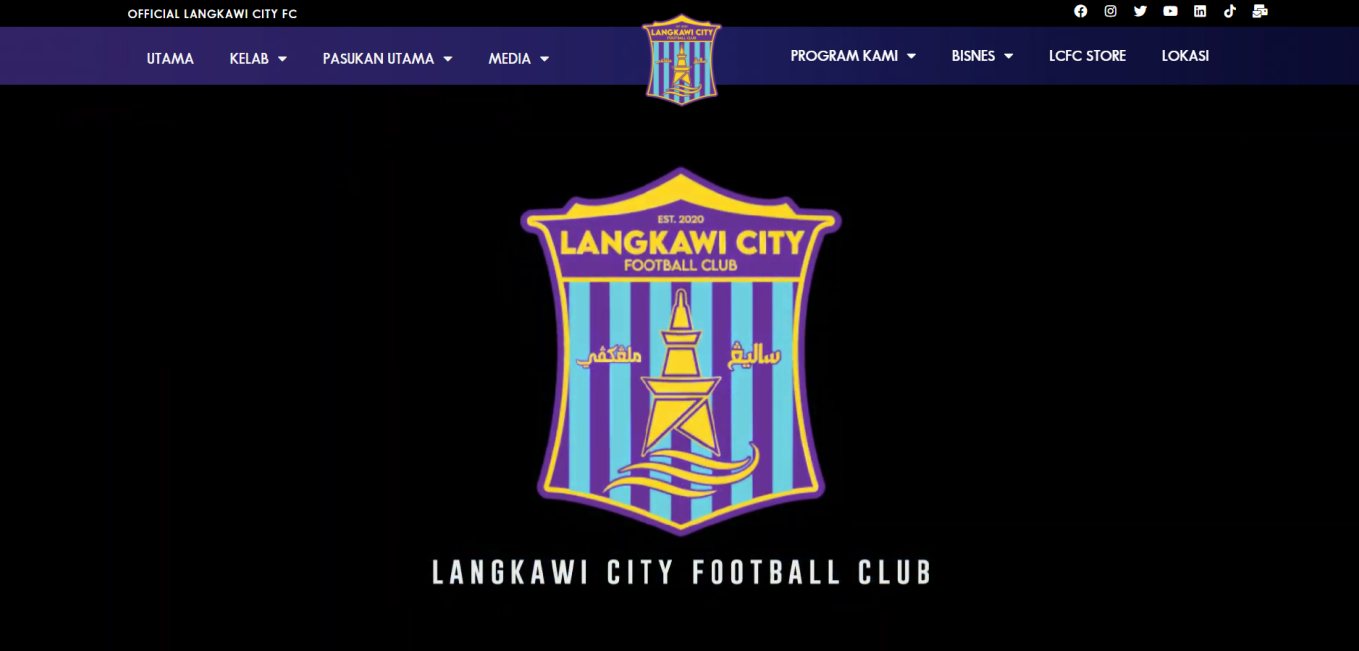 OFFICIAL LANGKAWI CITY FC
UTAMA KELAB PASUKAN UTAMA MEDIA
LANGKAWI CITY
FOOTBALL CLUB
PROGRAM KAMI BISNES LCFC STORE LOKASI
EST. 2020
LANGKAWI CITY
FOOTBALL CLUB
ساليڠ ملڠكڤي
LANGKAWI CITY FOOTBALL CLUB